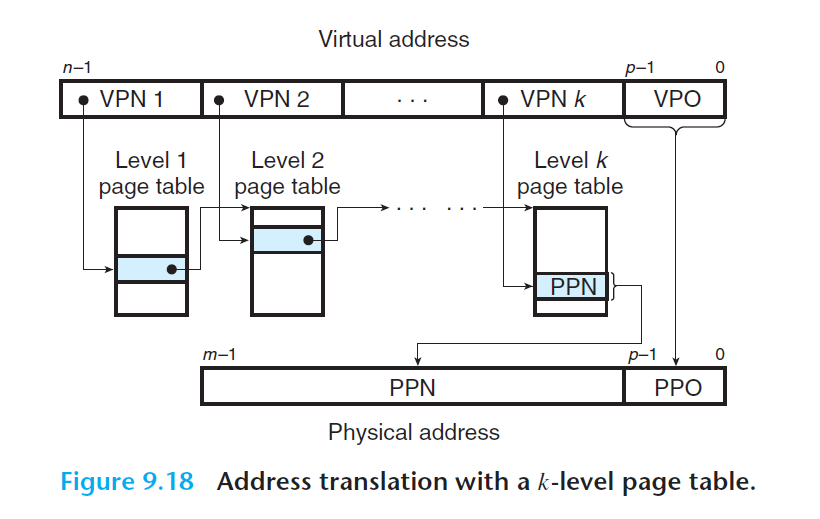 Virtual address
n–1 p–1 0
VPN 1 VPN 2 . . . VPN k VPO
Level 1 Level 2 Level k
page table page table page table
. . . . . .
PPN
m–1 p–1 0
PPN PPO
Physical address
Figure 9.18 Address translation with a k-level page table.